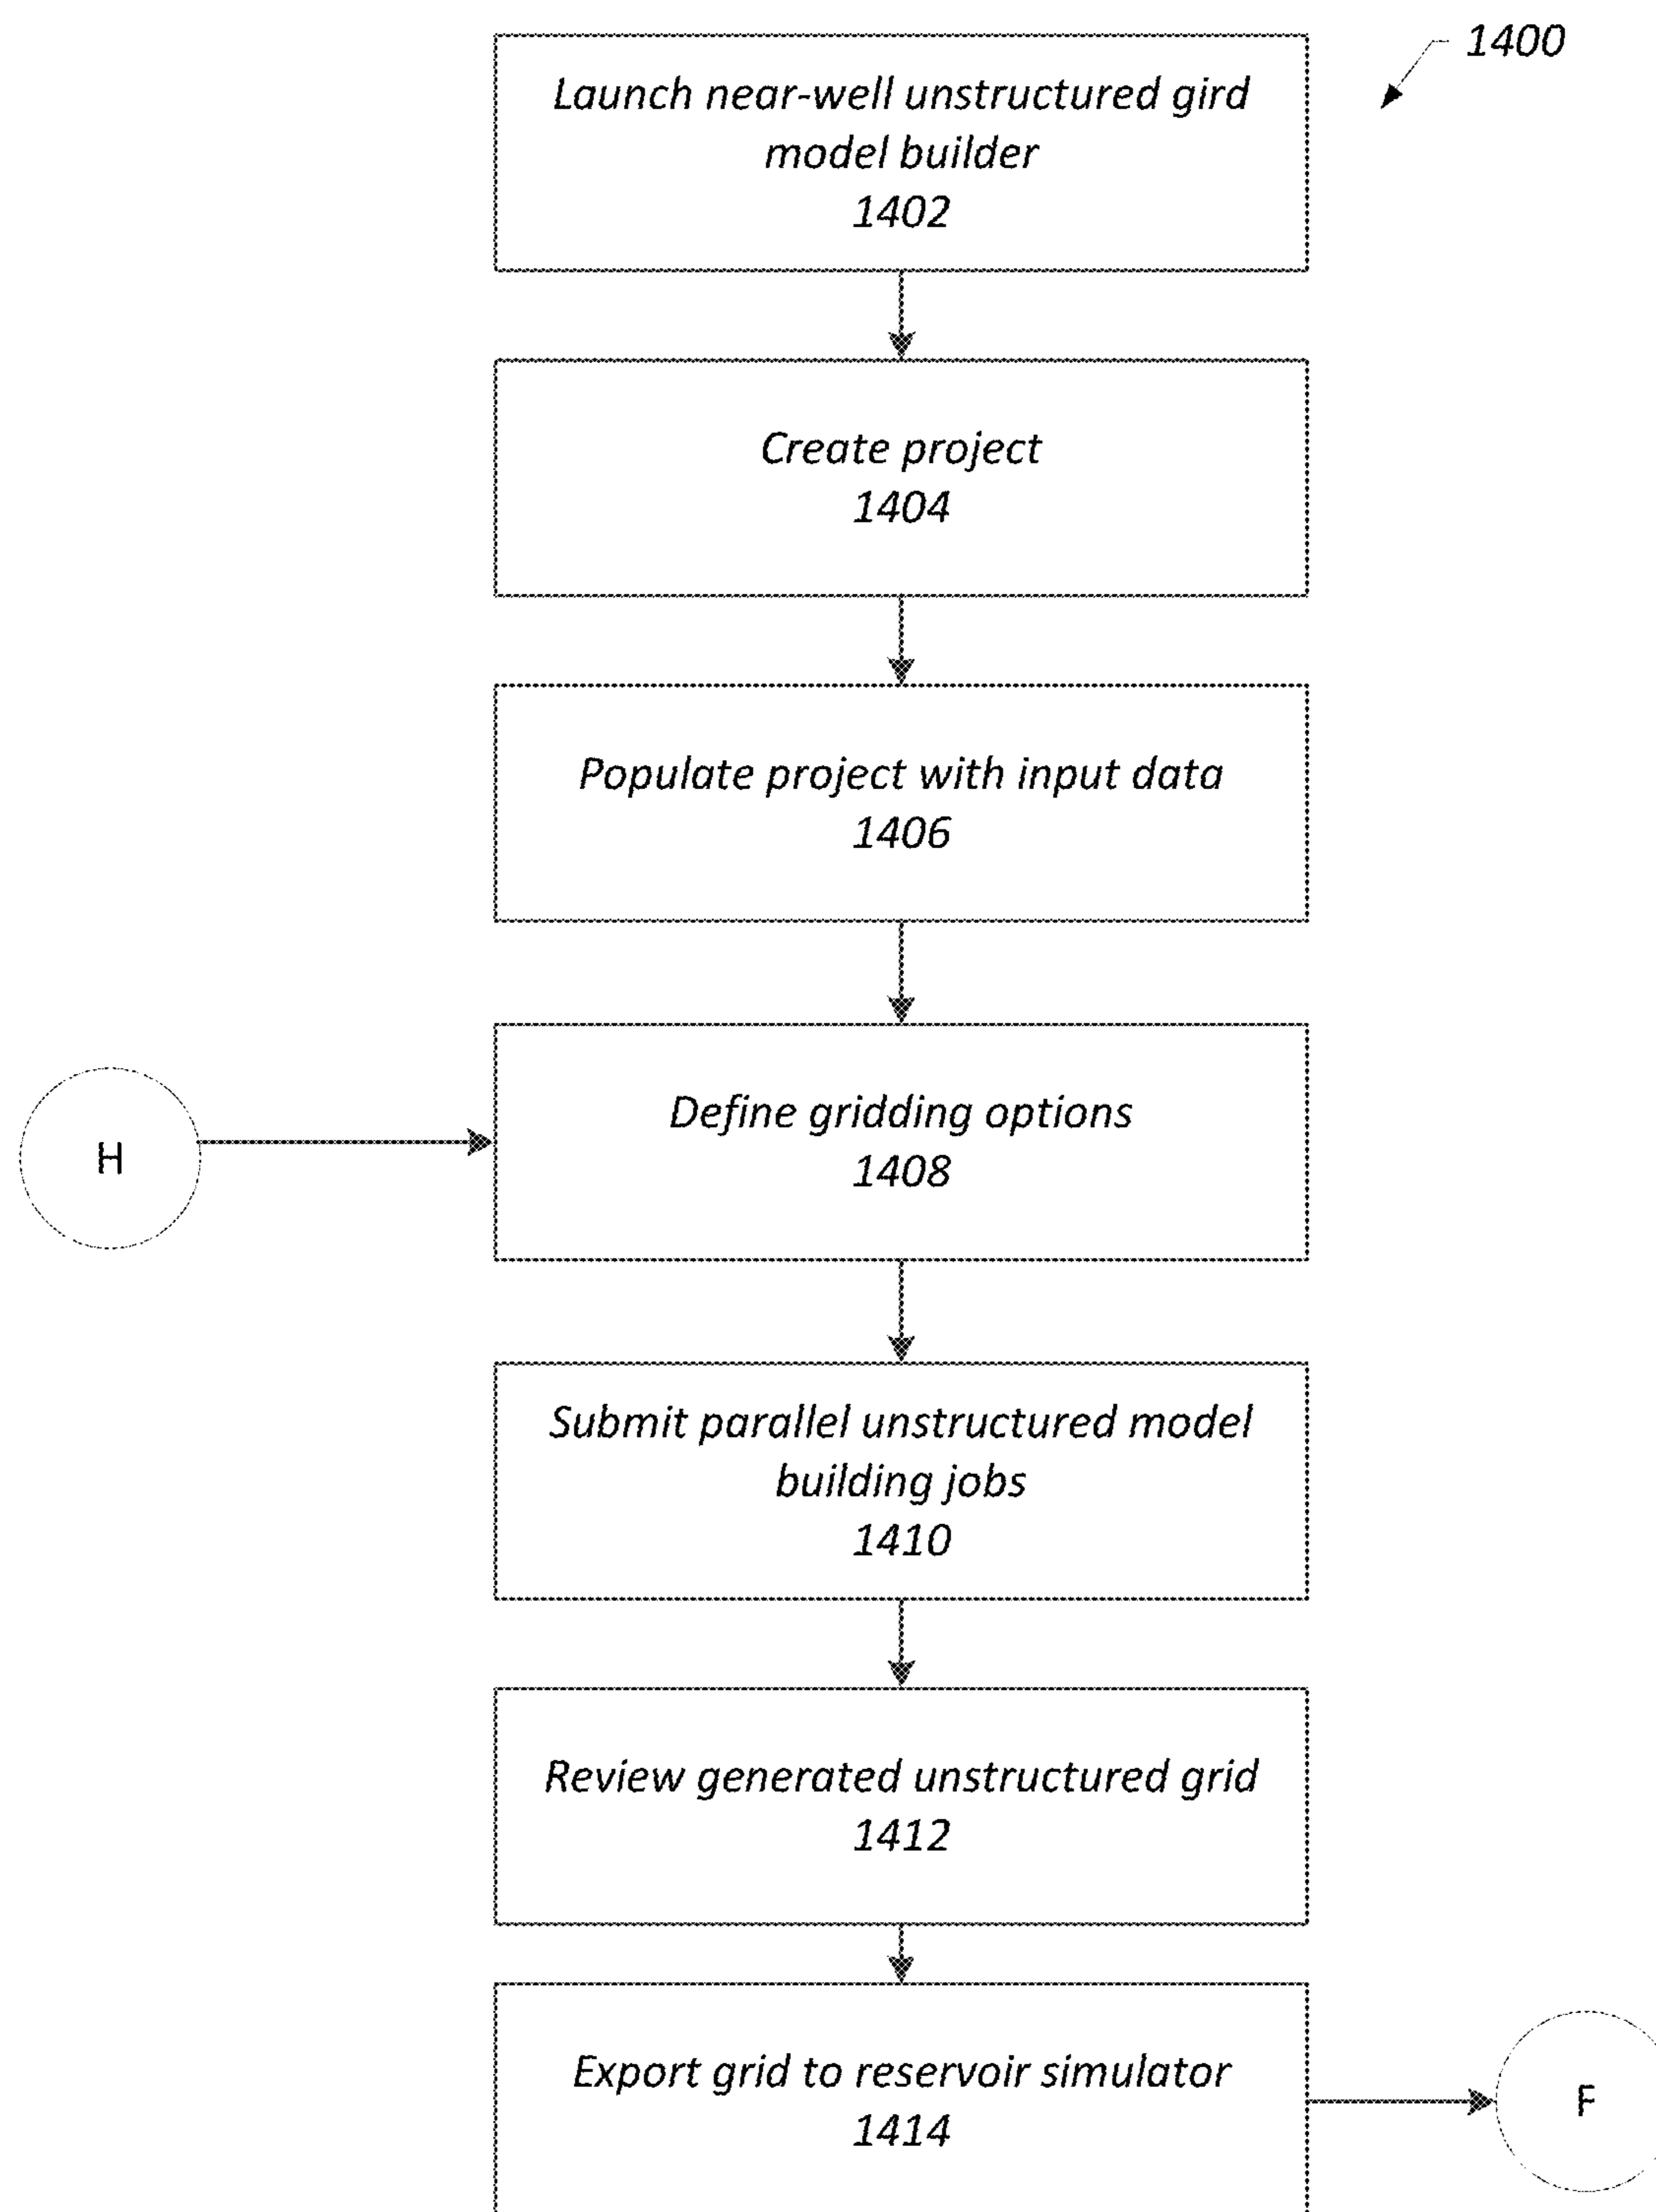 1400
Launch near-well unstructured gird
model builder
1402
Create project
1404
Populate project with input data
1406
H
Define gridding options
1408
Submit parallel unstructured model
building jobs
1410
Review generated unstructured grid
1412
Export grid to reservoir simulator
1414
F